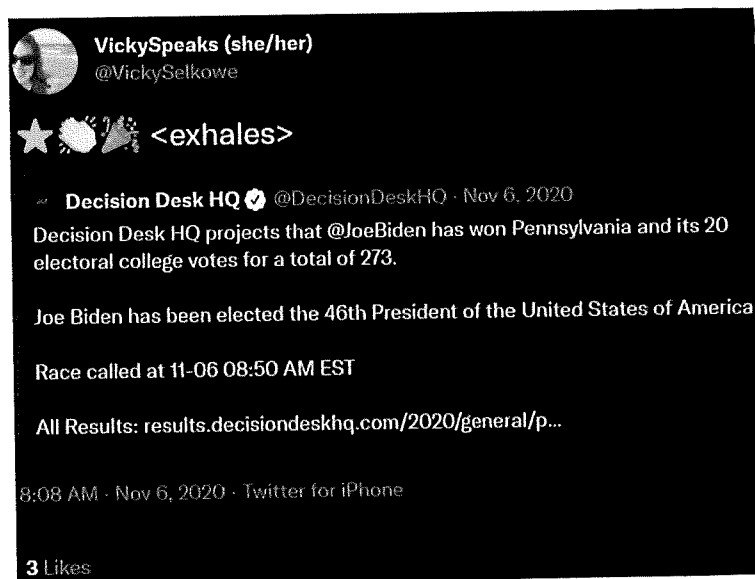 VickySpeaks (she/her)
@VickySelkowe
<exhales>
Decision Desk HQ @DecisionDeskHQ · Nov 6, 2020
Decision Desk HQ projects that @JoeBiden has won Pennsylvania and its 20
electoral college votes for a total of 273.
Joe Biden has been elected the 46th President of the United States of America
Race called at 11-06 08:50 AM EST
All Results: results.decisiondeskhq.com/2020/general/p...
8:08 AM · Nov 6, 2020 · Twitter for iPhone
3 Likes